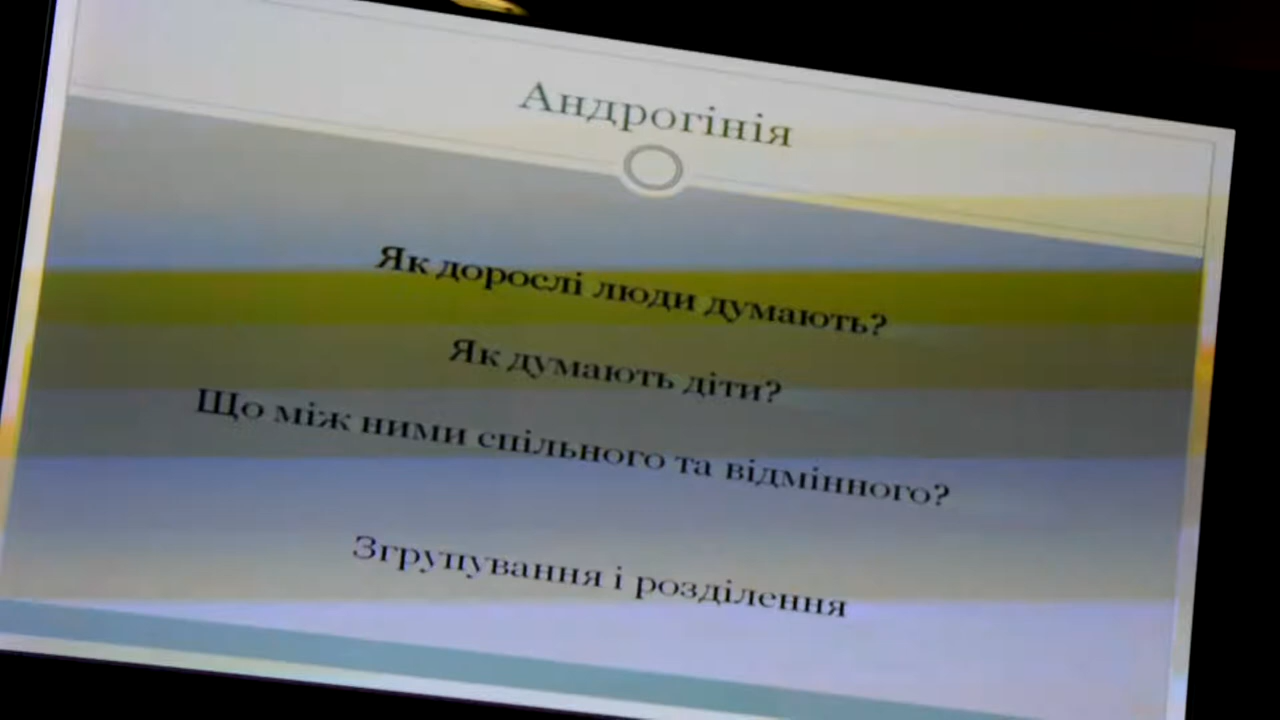 Андрогінія
Як дорослі люди думають?
Як думають діти?
Що між ними спільного та відмінного?
Згрупування і розділення